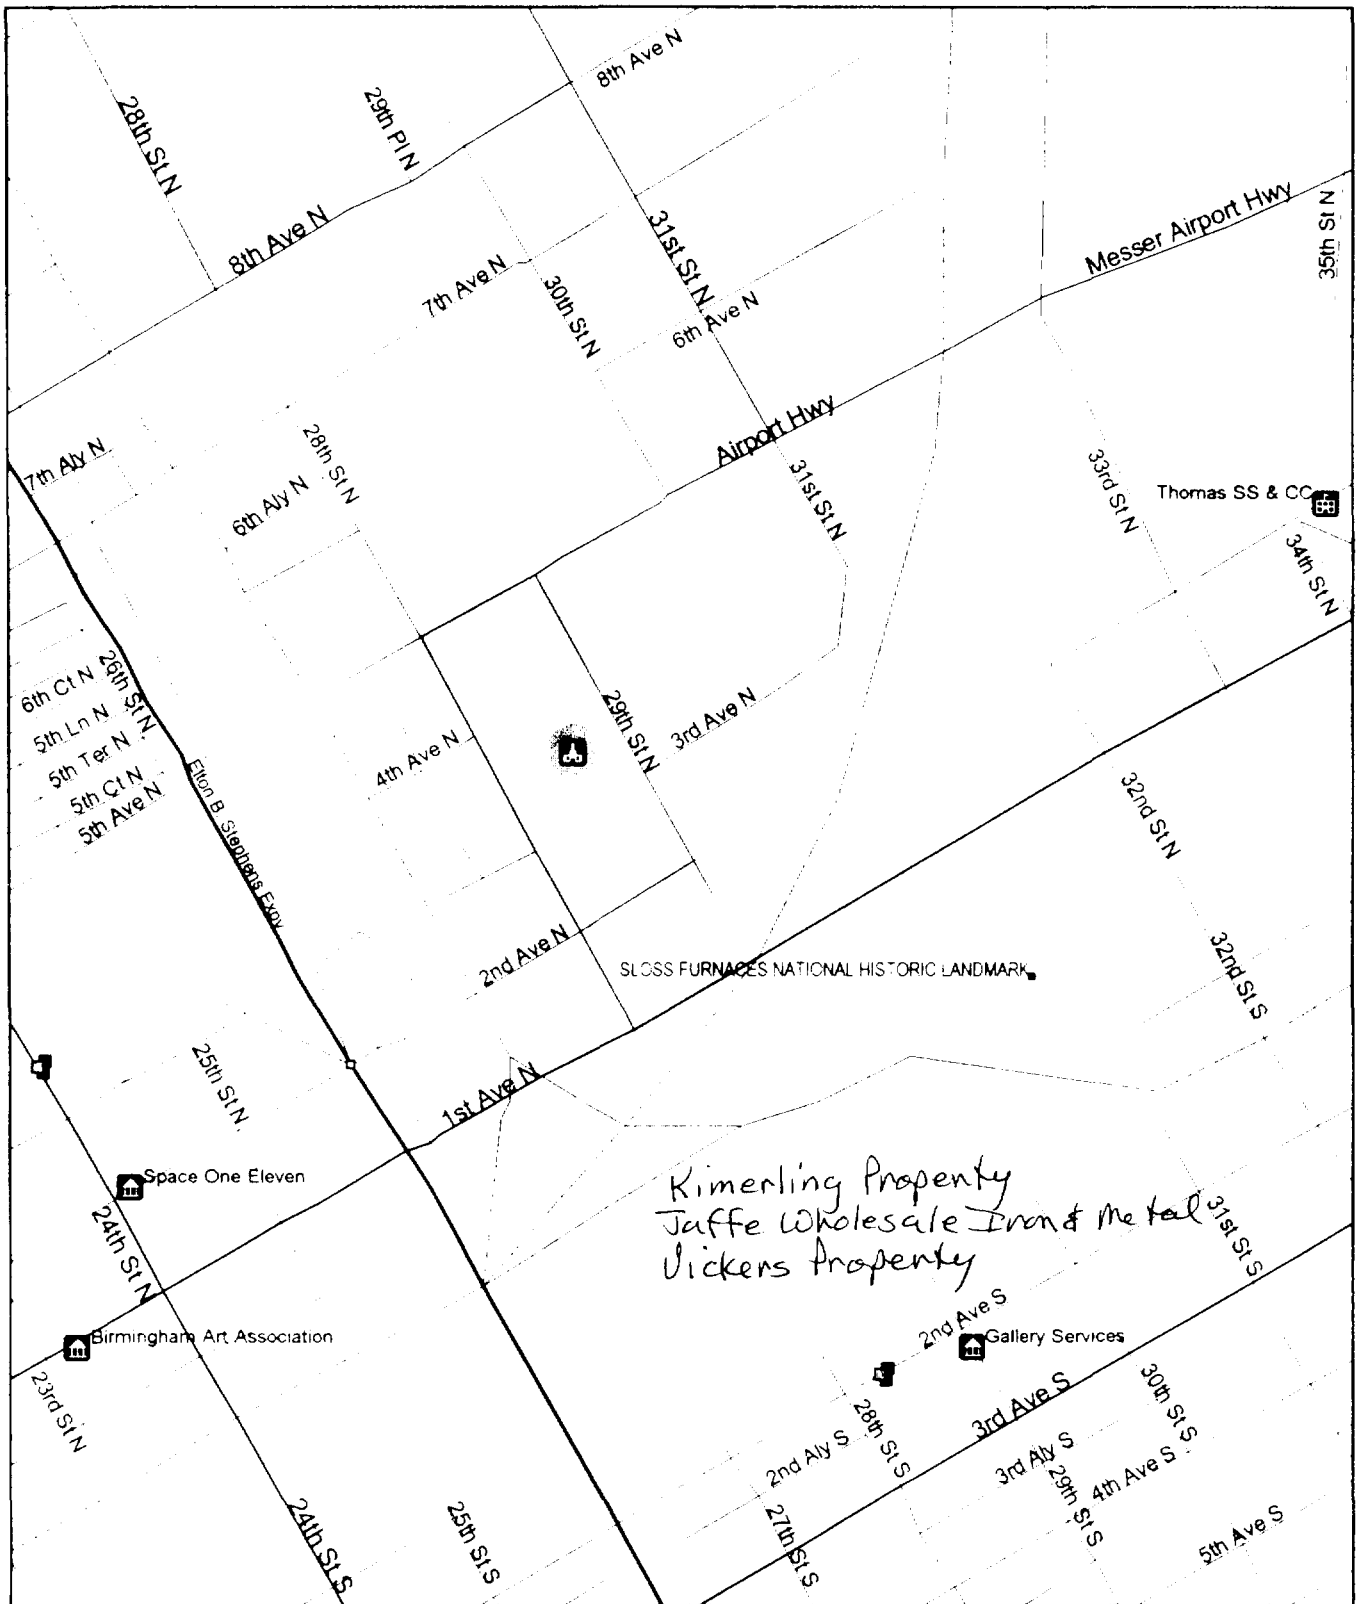 8th Ave N
28th St N
29th Pl N
8th Ave N
31st St N
Messer Airport Hwy
35th St N
7th Ave N
30th St N
6th Ave N
Airport Hwy
7th Aly N
28th St N
6th Aly N
31st St N
33rd St N
Thomas SS & CC
34th St N
6th Ct N
26th St N
5th Ln N
5th Ter N
5th Ct N
5th Ave N
Elton B. Stephens Expy
4th Ave N
29th St N
3rd Ave N
32nd St N
2nd Ave N
SLOSS FURNACES NATIONAL HISTORIC LANDMARK
32nd St S
25th St N
1st Ave N
Space One Eleven
24th St N
Kimerling Property
Jaffe Wholesale Iron & Metal
Vickers Property
31st St S
Birmingham Art Association
23rd St N
2nd Ave S
Gallery Services
28th St S
3rd Ave S
30th St S
2nd Aly S
3rd Aly S
29th St S
4th Ave S
24th St S
25th St S
27th St S
5th Ave S